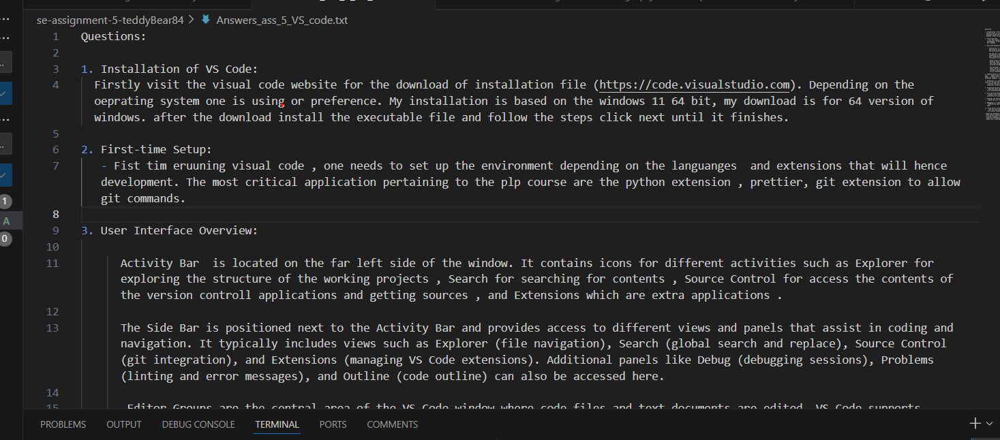 se-assignment-5-teddyBear84 > Answers_ass_5_VS_code.txt
1 Questions:
2
3 1. Installation of VS Code:
4 Firstly visit the visual code website for the download of installation file (https://code.visualstudio.com). Depending on the
oeprating system one is using or preference. My installation is based on the windows 11 64 bit, my download is for 64 version of
windows. after the download install the executable file and follow the steps click next until it finishes.
5
6 2. First-time Setup:
7 - Fist tim eruuning visual code , one needs to set up the environment depending on the languanges  and extensions that will hence
development. The most critical application pertaining to the plp course are the python extension , prettier, git extension to allow
git commands.
8
9 3. User Interface Overview:
10
11 Activity Bar  is located on the far left side of the window. It contains icons for different activities such as Explorer for
exploring the structure of the working projects , Search for searching for contents , Source Control for access the contents of
the version controll applications and getting sources , and Extensions which are extra applications .
12
13 The Side Bar is positioned next to the Activity Bar and provides access to different views and panels that assist in coding and
navigation. It typically includes views such as Explorer (file navigation), Search (global search and replace), Source Control
(git integration), and Extensions (managing VS Code extensions). Additional panels like Debug (debugging sessions), Problems
(linting and error messages), and Outline (code outline) can also be accessed here.
14
15 Editor Groups are the central area of the VS Code window where code files and text documents are edited. VS Code supports
1
A
0
PROBLEMS OUTPUT DEBUG CONSOLE TERMINAL PORTS COMMENTS